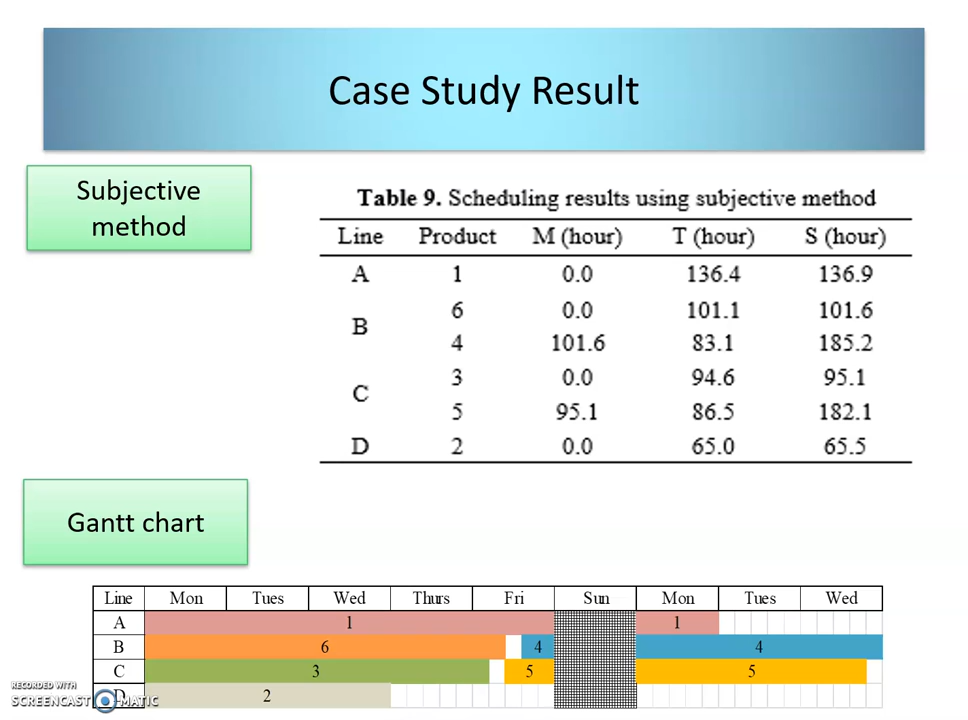 Case Study Result
Subjective
method
Table 9. Scheduling results using subjective method
Line Product M (hour) T (hour) S (hour)
A 1 0.0 136.4 136.9
B 6 0.0 101.1 101.6
4 101.6 83.1 185.2
C 3 0.0 94.6 95.1
5 95.1 86.5 182.1
D 2 0.0 65.0 65.5
Gantt chart
Line Mon Tues Wed Thurs Fri Sun Mon Tues Wed
A 1 1
B 6 4 4
C 3 5 5
D 2
RECORDED WITH
SCREENCAST MATIC